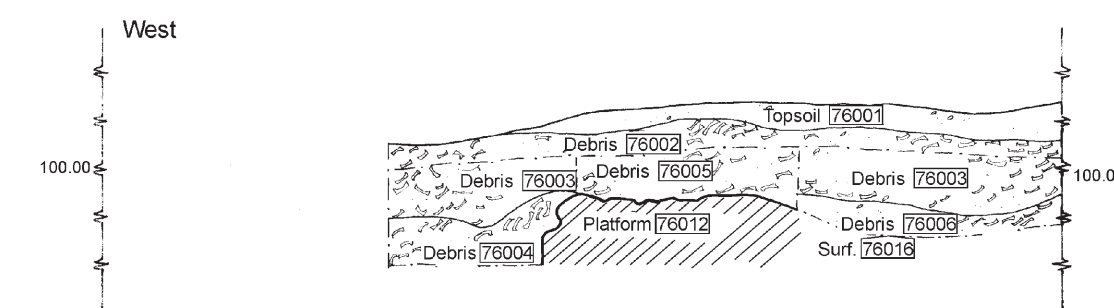 West
Topsoil 76001
Debris 76002
100.00
Debris 76003
Debris 76005
Debris 76003
100.0
Platform 76012
Debris 76006
Debris 76004
Surf. 76016